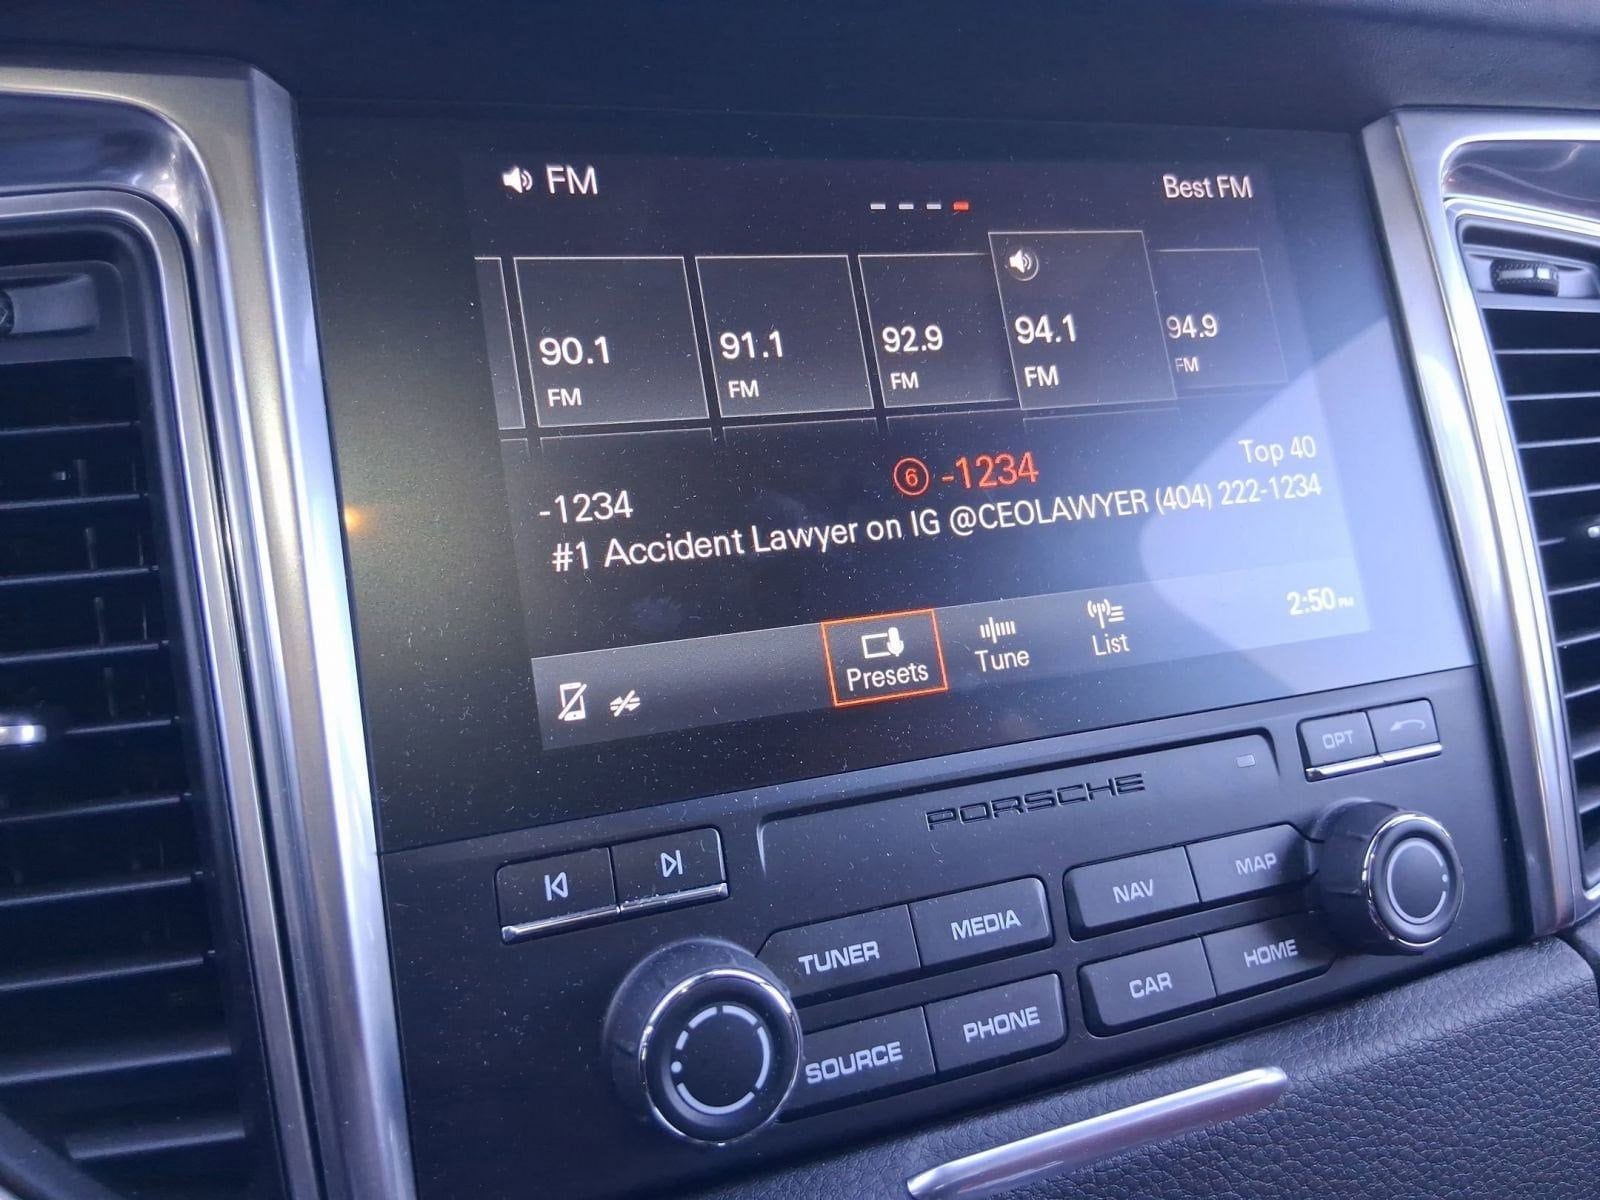 FM
Best FM
90.1
FM
91.1
FM
92.9
FM
94.1
FM
94.9
FM
Top 40
6 -1234
-1234
#1 Accident Lawyer on IG @CEOLAWYER (404) 222-1234
Presets
Tune
List
2:50 PM
OPT
PORSCHE
TUNER
MEDIA
NAV
MAP
SOURCE
PHONE
CAR
HOME